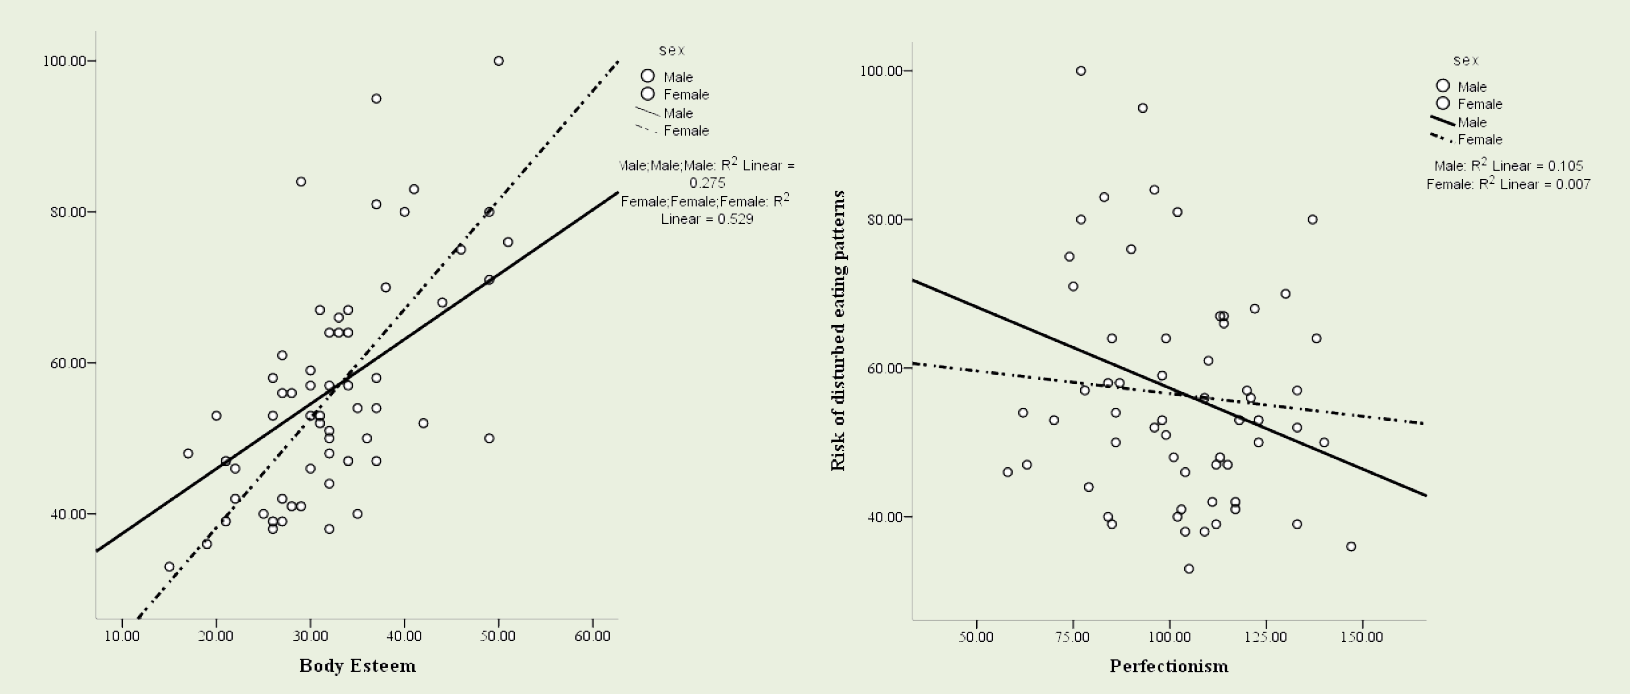 sex
Male
Female
Male
Female
Male;Male;Male: R² Linear =
0.275
Female;Female;Female: R²
Linear = 0.529
100.00
80.00
60.00
40.00
10.00 20.00 30.00 40.00 50.00 60.00
Body Esteem
sex
Male
Female
Male
Female
Male: R² Linear = 0.105
Female: R² Linear = 0.007
Risk of disturbed eating patterns
100.00
80.00
60.00
40.00
50.00 75.00 100.00 125.00 150.00
Perfectionism